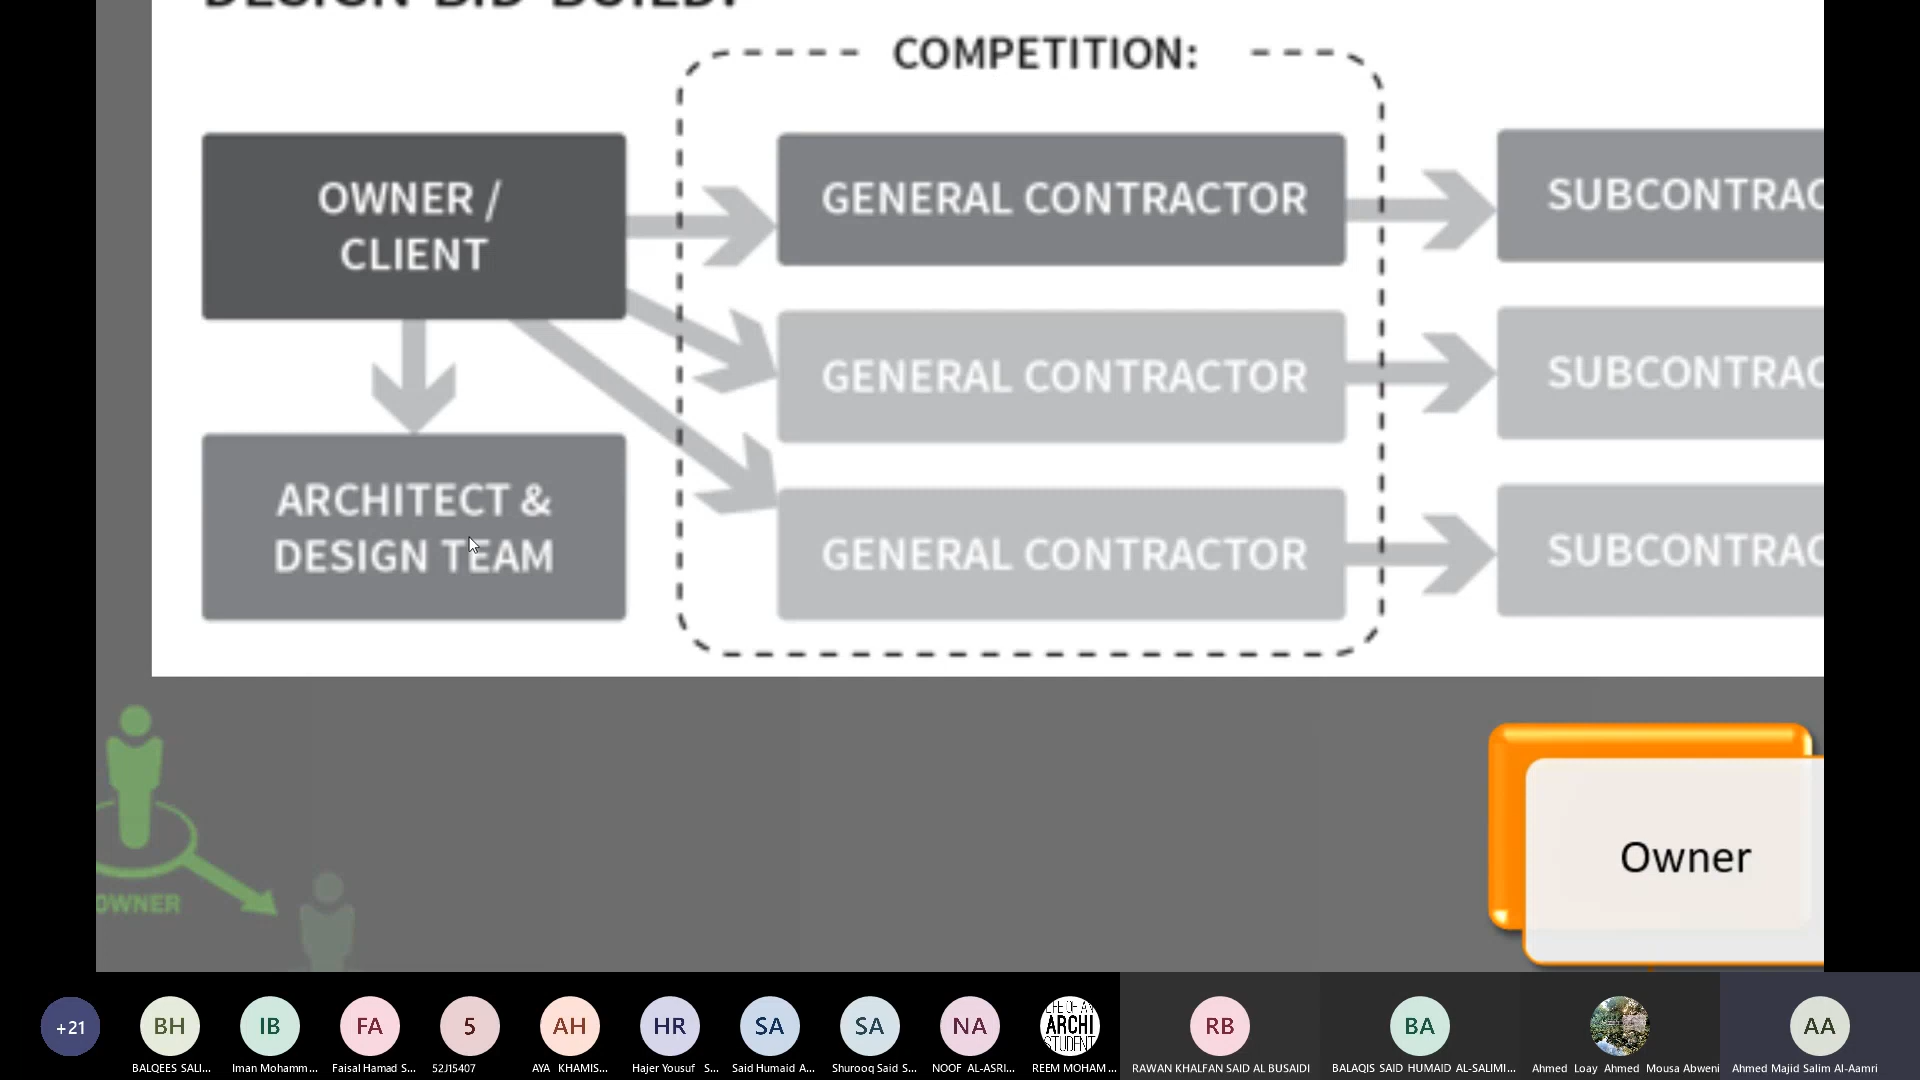 DESIGN-BID-BUILD:
COMPETITION:
OWNER /
CLIENT
GENERAL CONTRACTOR
SUBCONTRAC
GENERAL CONTRACTOR
SUBCONTRAC
ARCHITECT &
DESIGN TEAM
GENERAL CONTRACTOR
SUBCONTRAC
OWNER
Owner
+21
BH
IB
FA
5
AH
HR
SA
SA
NA
ARCHI
STUDENT
RB
BA
AA
BALQEES SALI...
Iman Mohamm...
Faisal Hamad S...
52J15407
AYA KHAMIS...
Hajer Yousuf S...
Said Humaid A...
Shurooq Said S...
NOOF AL-ASRI...
REEM MOHAM...
RAWAN KHALFAN SAID AL BUSAIDI
BALAQIS SAID HUMAID AL-SALIMI...
Ahmed Loay Ahmed Mousa Abweni
Ahmed Majid Salim Al-Aamri